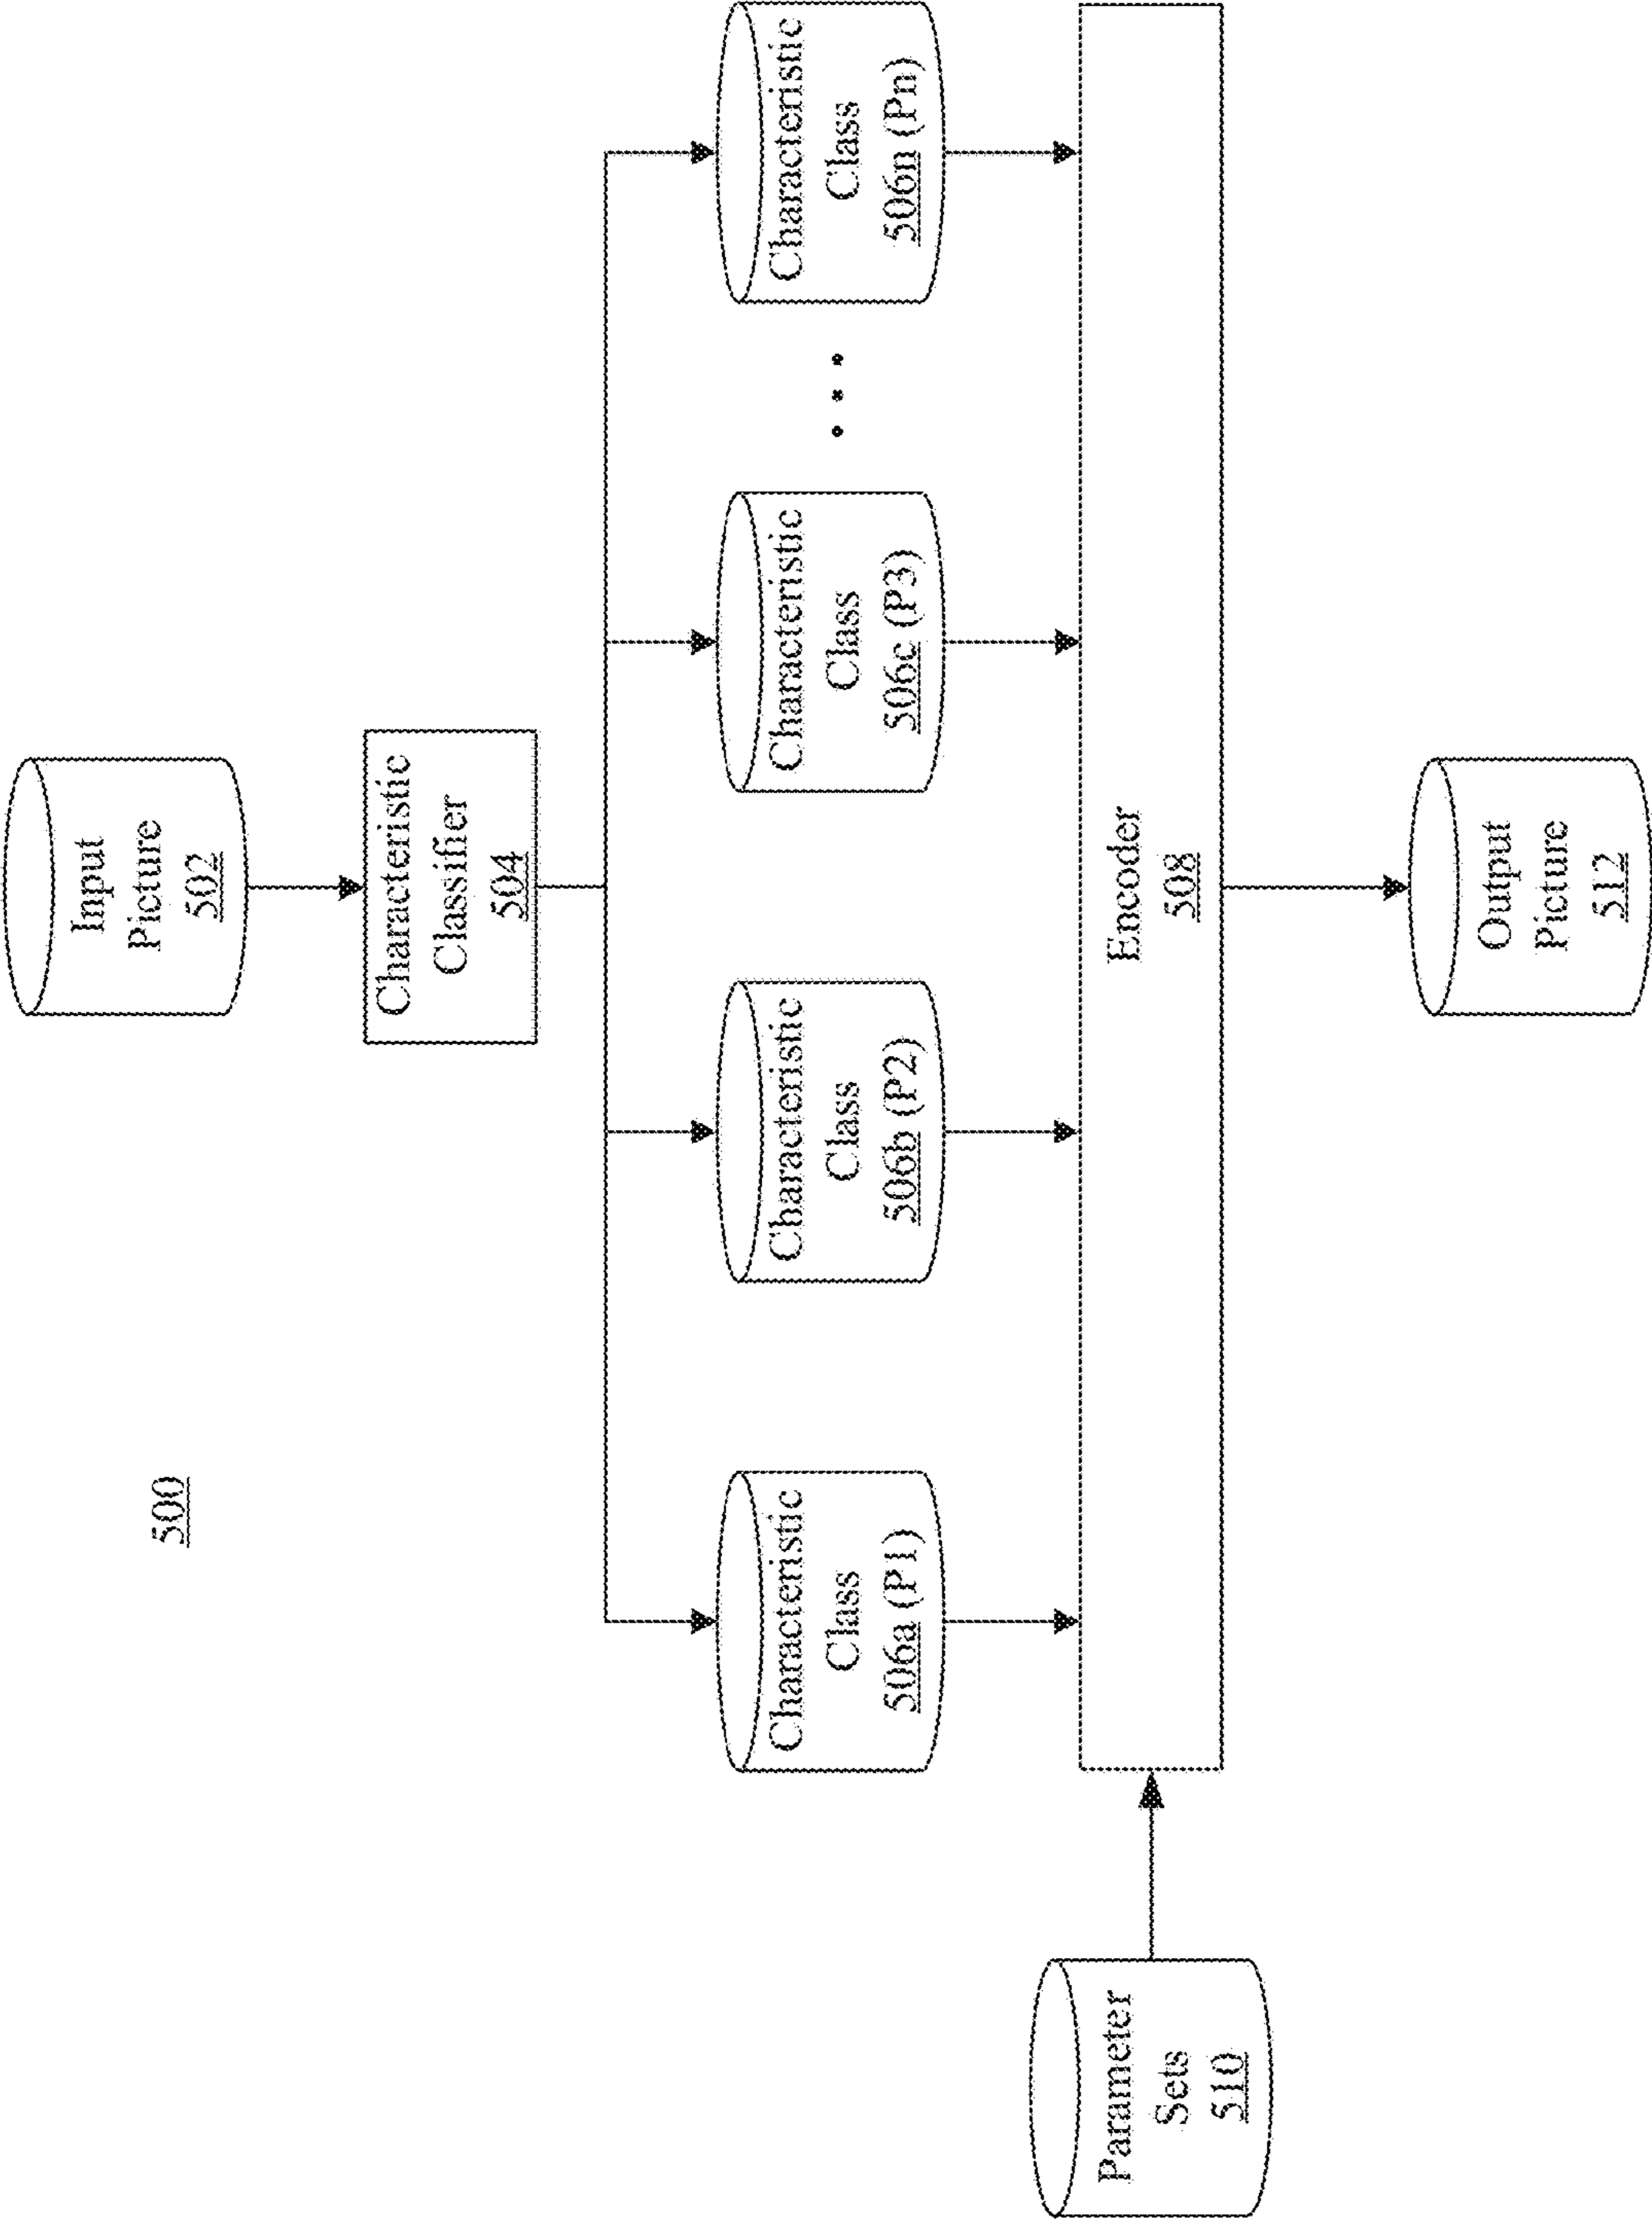 500
Input
Picture
502
Characteristic
Classifier
504
Characteristic
Class
506a (P1)
Characteristic
Class
506b (P2)
Characteristic
Class
506c (P3)
Characteristic
Class
506n (Pn)
Parameter
Sets
510
Encoder
508
Output
Picture
512